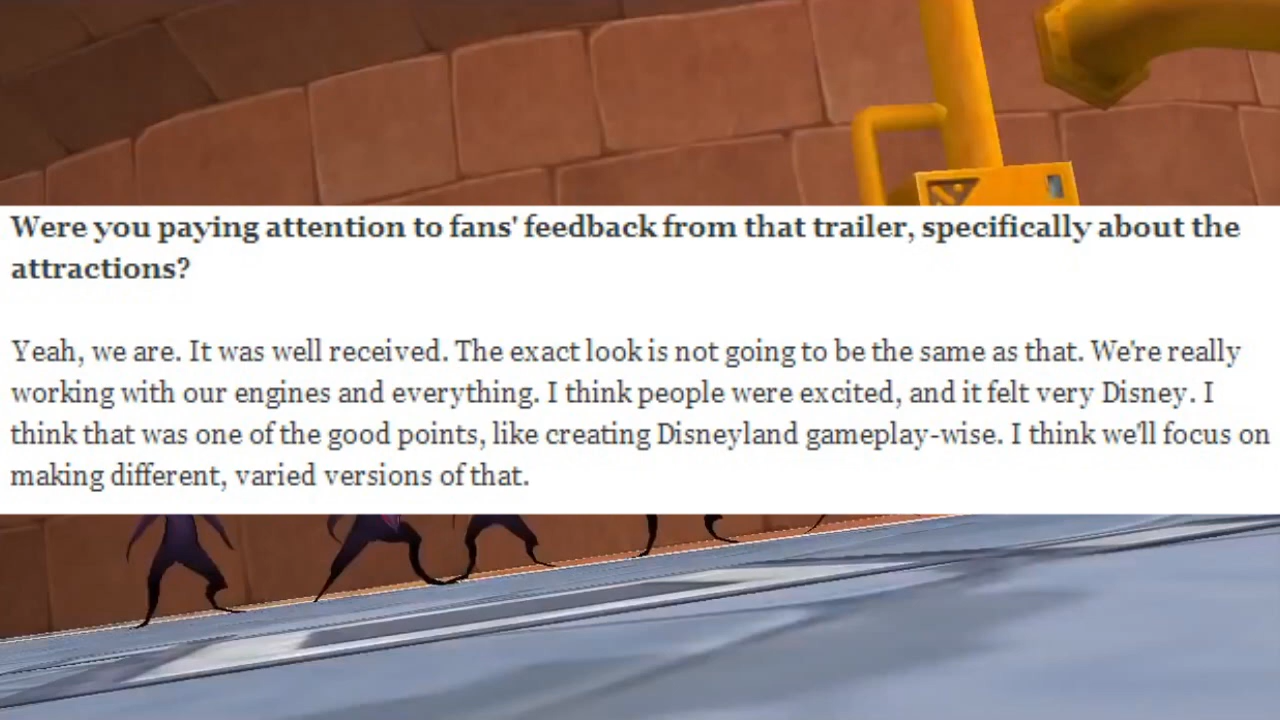 Were you paying attention to fans' feedback from that trailer, specifically about the
attractions?
Yeah, we are. It was well received. The exact look is not going to be the same as that. We're really
working with our engines and everything. I think people were excited, and it felt very Disney. I
think that was one of the good points, like creating Disneyland gameplay-wise. I think we'll focus on
making different, varied versions of that.